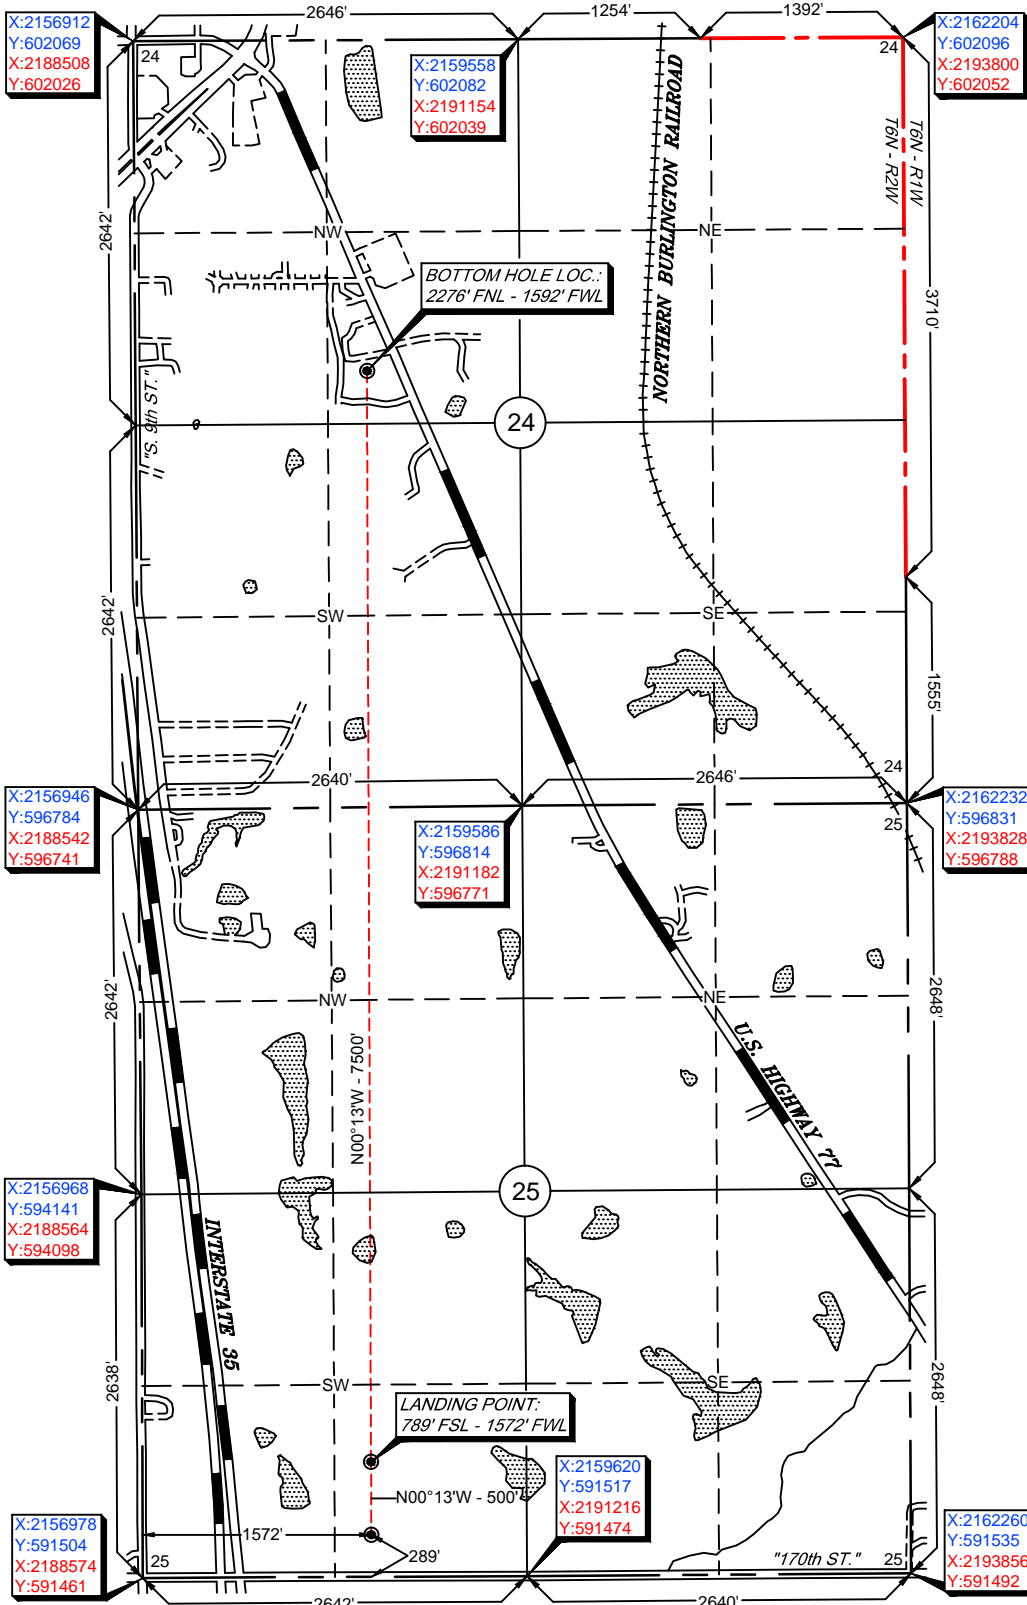 2646'
1254'
1392'
X:2156912
Y:602069
X:2188508
Y:602026
24
X:2159558
Y:602082
X:2191154
Y:602039
24
X:2162204
Y:602096
X:2193800
Y:602052
NORTHERN BURLINGTON RAILROAD
T6N - R2W
T6N - R1W
2642'
NW
NE
BOTTOM HOLE LOC.:
2276' FNL - 1592' FWL
3710'
"S. 9th ST."
24
2642'
SW
SE
1555'
2640'
2646'
24
25
X:2156946
Y:596784
X:2188542
Y:596741
X:2159586
Y:596814
X:2191182
Y:596771
X:2162232
Y:596831
X:2193828
Y:596788
2642'
NW
NE
2648'
U.S. HIGHWAY 77
N00°13'W - 7500'
X:2156968
Y:594141
X:2188564
Y:594098
25
INTERSTATE 35
2638'
SW
SE
2648'
LANDING POINT:
789' FSL - 1572' FWL
X:2159620
Y:591517
X:2191216
Y:591474
N00°13'W - 500'
X:2156978
Y:591504
X:2188574
Y:591461
1572'
289'
25
"170th ST."
25
X:2162260
Y:591535
X:2193856
Y:591492
2642'
2640'